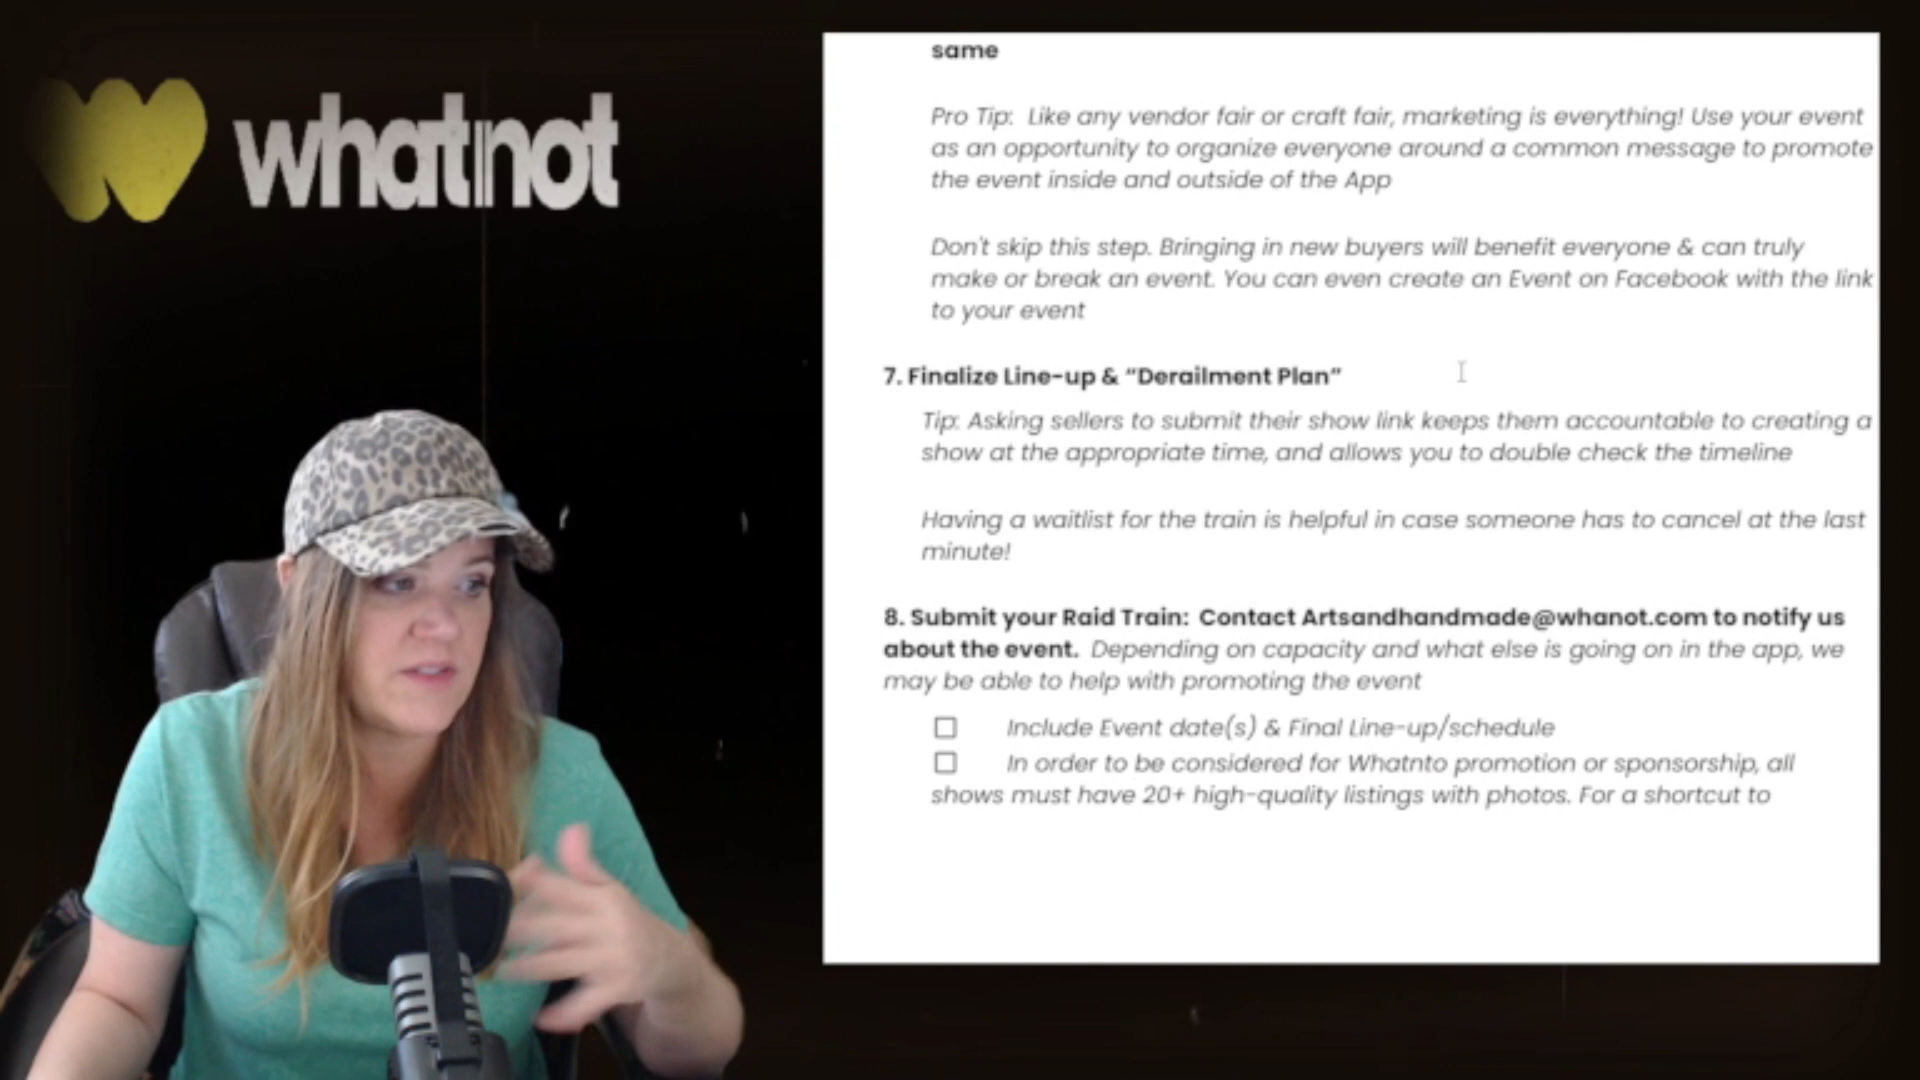 whatnot
same
Pro Tip: Like any vendor fair or craft fair, marketing is everything! Use your event
as an opportunity to organize everyone around a common message to promote
the event inside and outside of the App
Don't skip this step. Bringing in new buyers will benefit everyone & can truly
make or break an event. You can even create an Event on Facebook with the link
to your event
7. Finalize Line-up & “Derailment Plan”
Tip: Asking sellers to submit their show link keeps them accountable to creating a
show at the appropriate time, and allows you to double check the timeline
Having a waitlist for the train is helpful in case someone has to cancel at the last
minute!
8. Submit your Raid Train: Contact Artsandhandmade@whanot.com to notify us
about the event. Depending on capacity and what else is going on in the app, we
may be able to help with promoting the event
Include Event date(s) & Final Line-up/schedule
In order to be considered for Whatnto promotion or sponsorship, all
shows must have 20+ high-quality listings with photos. For a shortcut to